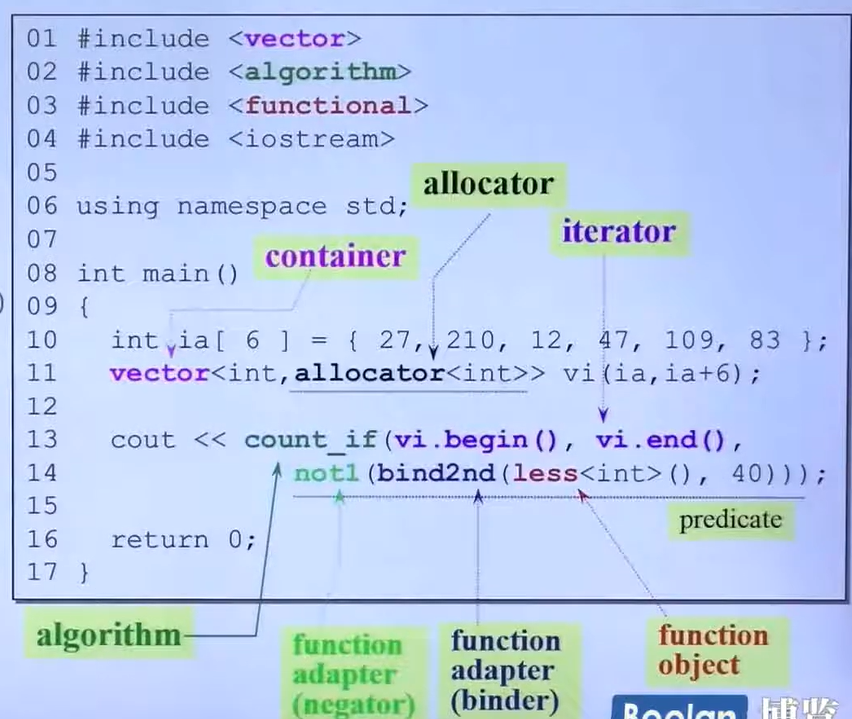 01 #include <vector>
02 #include <algorithm>
03 #include <functional>
04 #include <iostream>
05
allocator
06 using namespace std;
iterator
07
container
08 int main()
09 {
10 int ia[ 6 ] = { 27, 210, 12, 47, 109, 83 };
11 vector<int,allocator<int>> vi(ia,ia+6);
12
13 cout << count_if(vi.begin(), vi.end(),
14 not1(bind2nd(less<int>(), 40)));
15
predicate
16 return 0;
17 }
algorithm
function
adapter
(negator)
function
adapter
(binder)
function
object
Boolan 博览